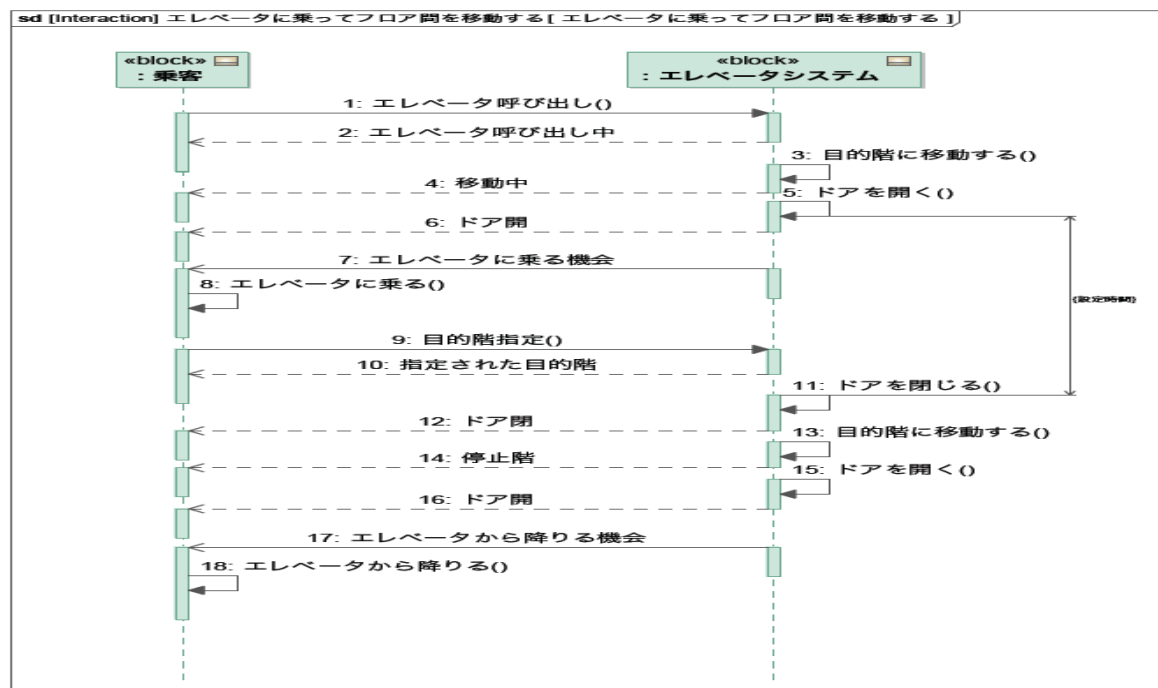 sd [Interaction] エレベータに乗ってフロア間を移動する[ エレベータに乗ってフロア間を移動する ]
«block»
: 乗客
«block»
: エレベータシステム
1: エレベータ呼び出し()
2: エレベータ呼び出し中
3: 目的階に移動する()
4: 移動中
5: ドアを開く()
6: ドア開
7: エレベータに乗る機会
8: エレベータに乗る()
{設定時間}
9: 目的階指定()
10: 指定された目的階
11: ドアを閉じる()
12: ドア閉
13: 目的階に移動する()
14: 停止階
15: ドアを開く()
16: ドア開
17: エレベータから降りる機会
18: エレベータから降りる()